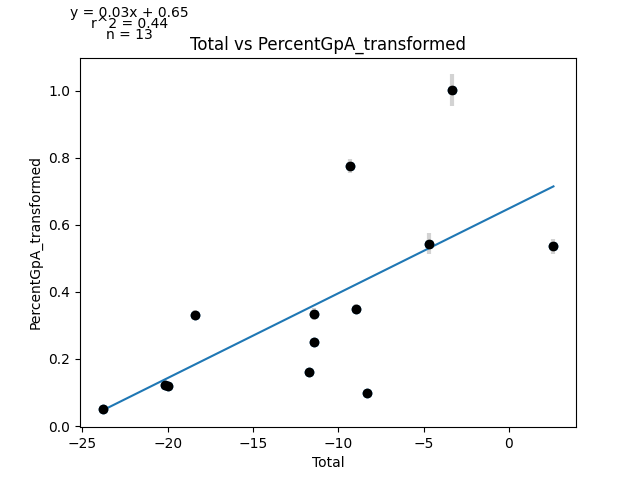 y = 0.03x + 0.65
r^2 = 0.44
n = 13
Total vs PercentGpA_transformed
1.0
0.8
0.6
0.4
0.2
0.0
PercentGpA_transformed
−25 −20 −15 −10 −5 0
Total